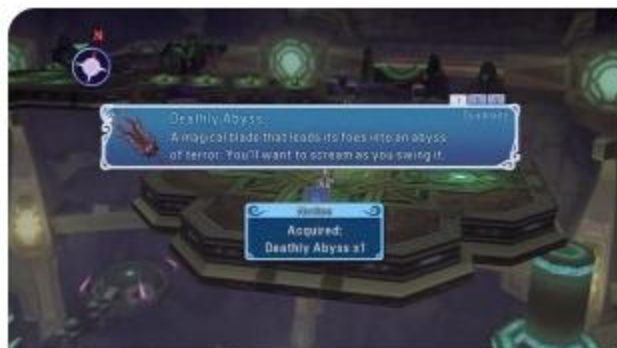 N
Deathly Abyss
A magical blade that leads its foes into an abyss
of terror. You'll want to scream as you swing it.
Acquired:
Deathly Abyss x1